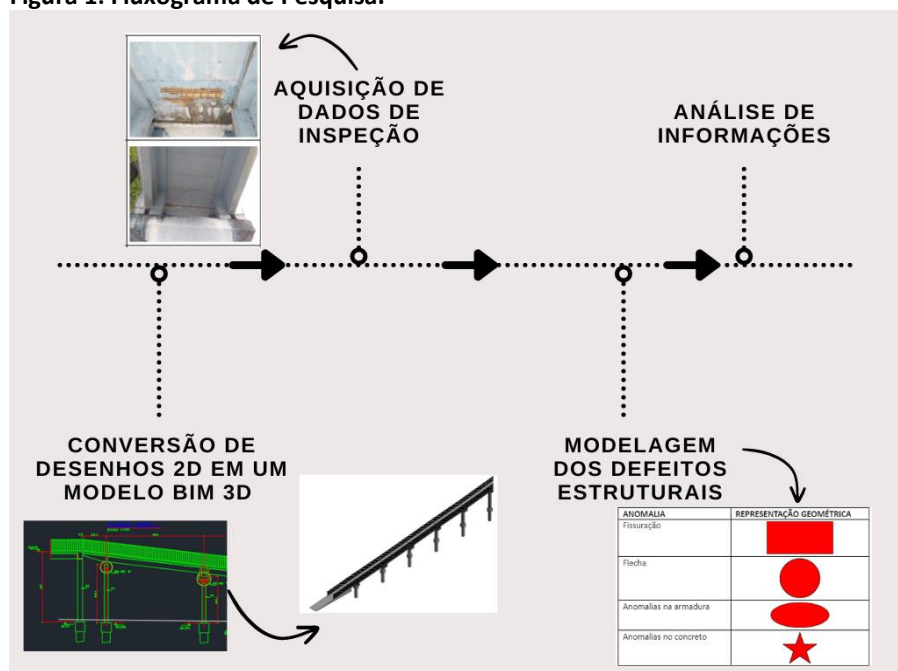 Figura 1: Fluxograma de Pesquisa.
AQUISIÇÃO DE
DADOS DE
INSPEÇÃO
ANÁLISE DE
INFORMAÇÕES
CONVERSÃO DE
DESENHOS 2D EM UM
MODELO BIM 3D
MODELAGEM
DOS DEFEITOS
ESTRUTURAIS
ANOMALIA REPRESENTAÇÃO GEOMÉTRICA
Fissuração
Flecha
Anomalias na armadura
Anomalias no concreto